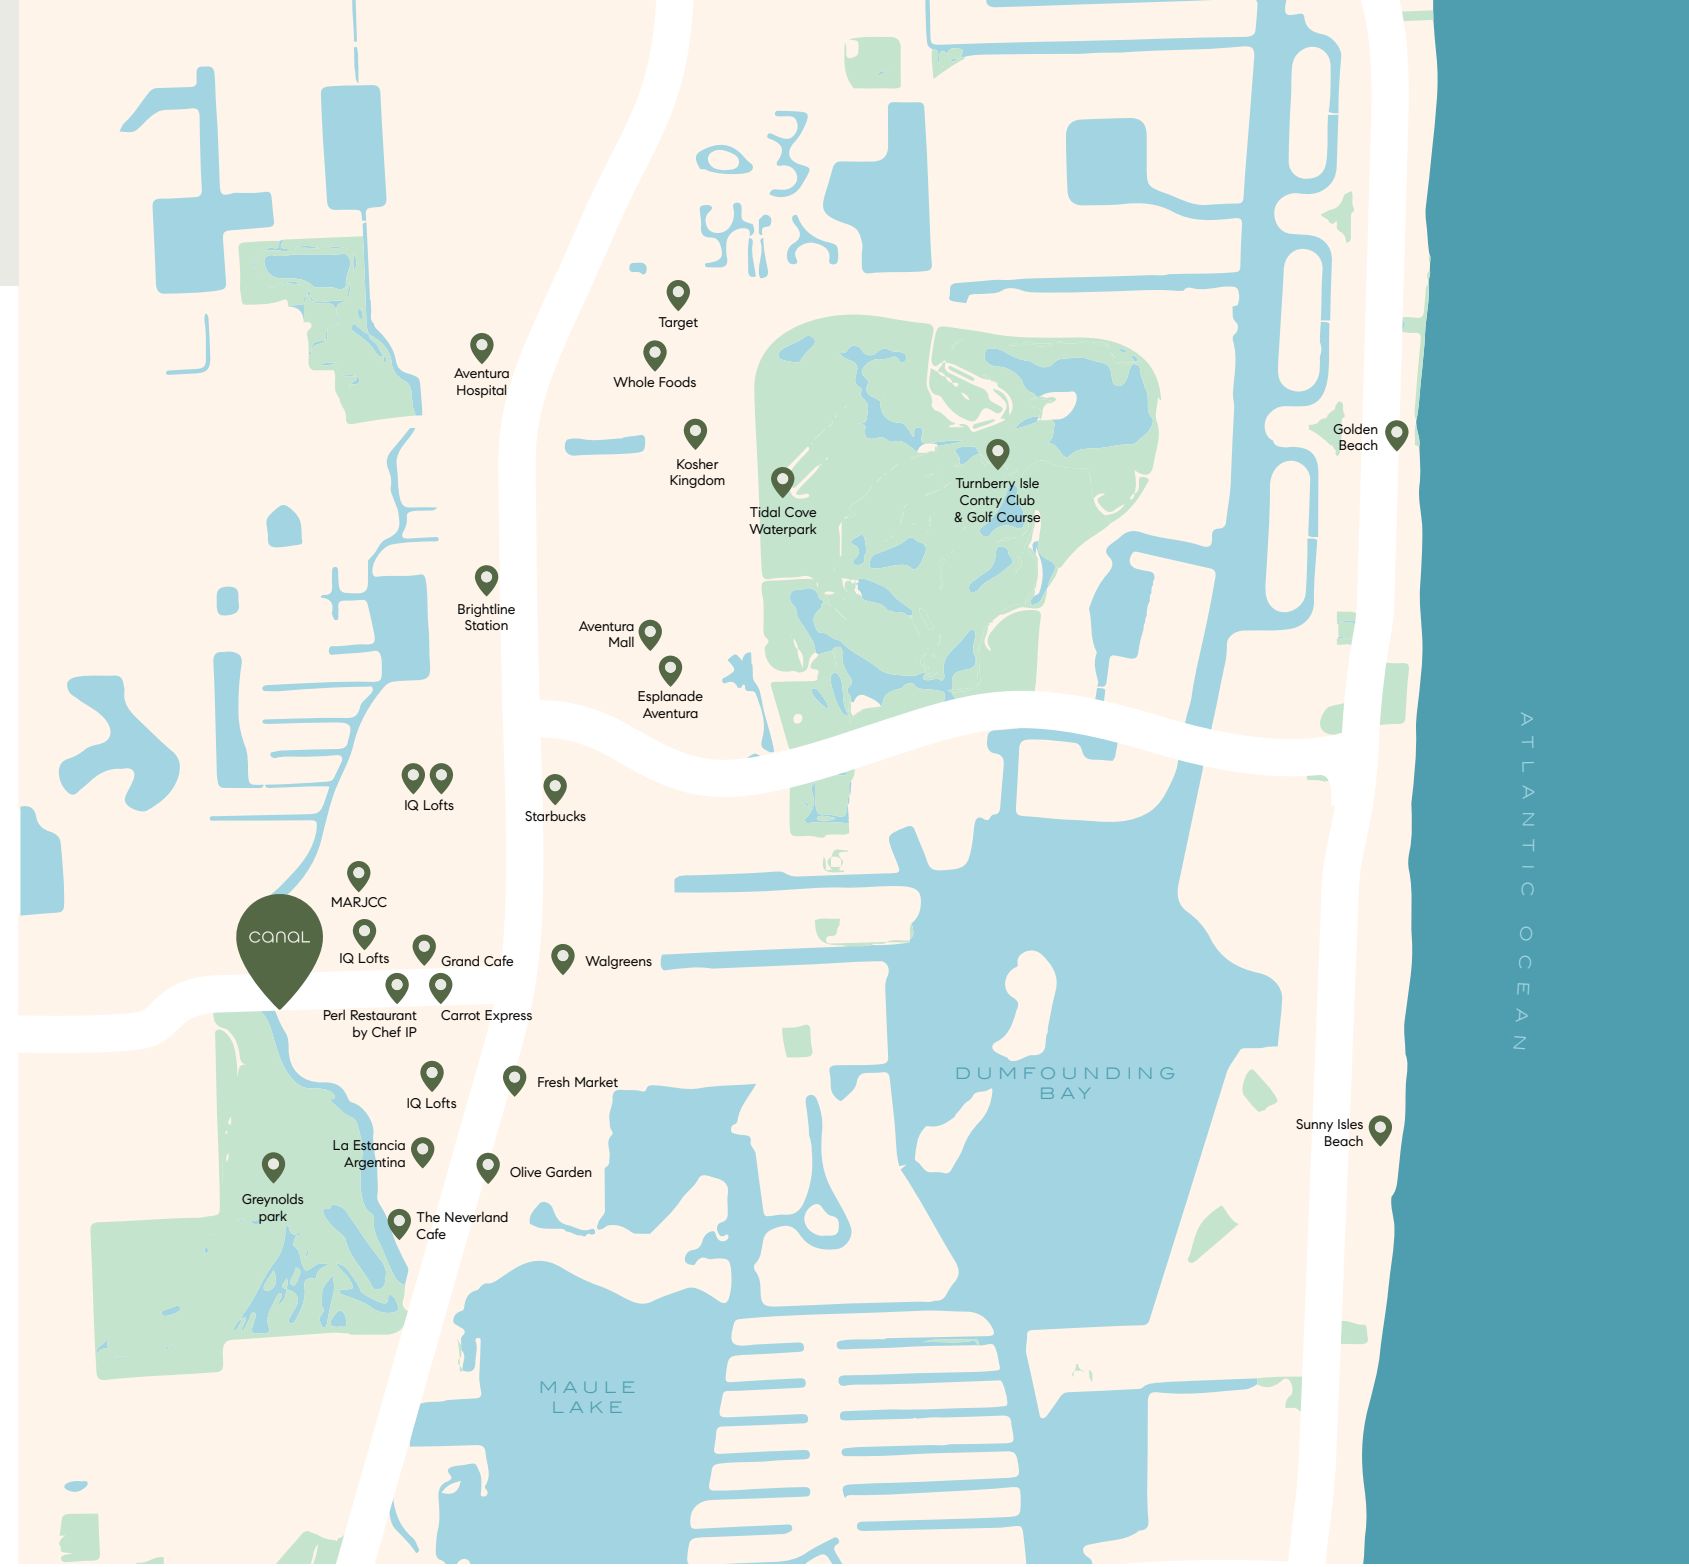 Target
Aventura
Hospital
Whole Foods
Kosher
Kingdom
Golden
Beach
Turnberry Isle
Contry Club
& Golf Course
Tidal Cove
Waterpark
Brightline
Station
Aventura
Mall
Esplanade
Aventura
ATLANTIC OCEAN
IQ Lofts
Starbucks
MARJCC
canal
IQ Lofts
Grand Cafe
Walgreens
Perl Restaurant
by Chef IP
Carrot Express
DUMFOUNDING
BAY
Fresh Market
IQ Lofts
Sunny Isles
Beach
La Estancia
Argentina
Olive Garden
Greynolds
park
The Neverland
Cafe
MAULE
LAKE